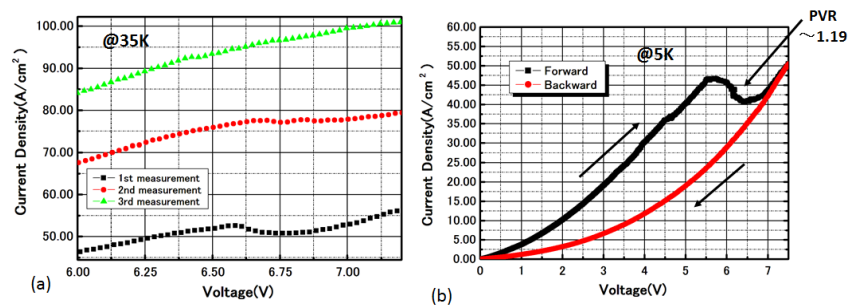 @35K
Current Density(A/cm²)
100.00
90.00
80.00
70.00
60.00
50.00
1st measurement
2nd measurement
3rd measurement
6.00 6.25 6.50 6.75 7.00
Voltage(V)
(a)
PVR
～1.19
@5K
Current Density(A/cm²)
60.00
55.00
50.00
45.00
40.00
35.00
30.00
25.00
20.00
15.00
10.00
5.00
0.00
Forward
Backward
0 1 2 3 4 5 6 7
Voltage(V)
(b)